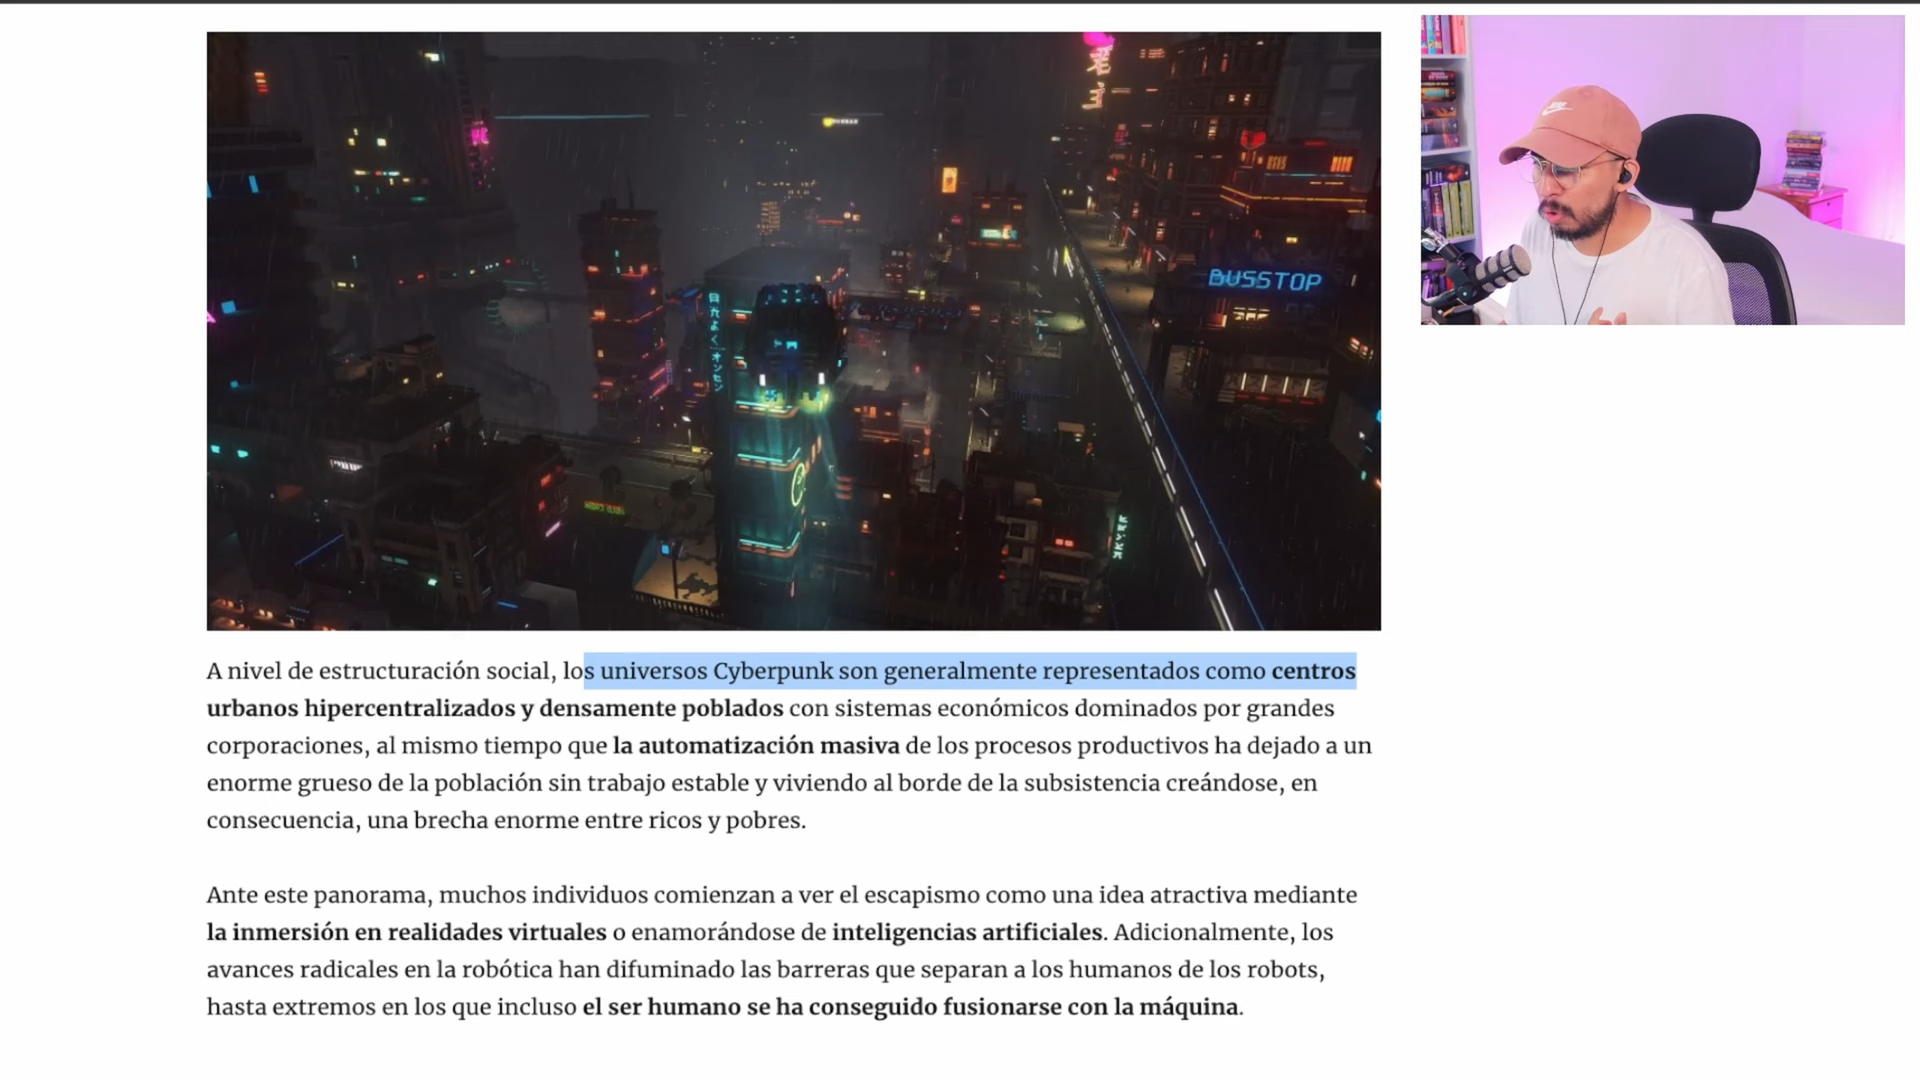 BUSSTOP
A nivel de estructuración social, los universos Cyberpunk son generalmente representados como centros
urbanos hipercentralizados y densamente poblados con sistemas económicos dominados por grandes
corporaciones, al mismo tiempo que la automatización masiva de los procesos productivos ha dejado a un
enorme grueso de la población sin trabajo estable y viviendo al borde de la subsistencia creándose, en
consecuencia, una brecha enorme entre ricos y pobres.
Ante este panorama, muchos individuos comienzan a ver el escapismo como una idea atractiva mediante
la inmersión en realidades virtuales o enamorándose de inteligencias artificiales. Adicionalmente, los
avances radicales en la robótica han difuminado las barreras que separan a los humanos de los robots,
hasta extremos en los que incluso el ser humano se ha conseguido fusionarse con la máquina.